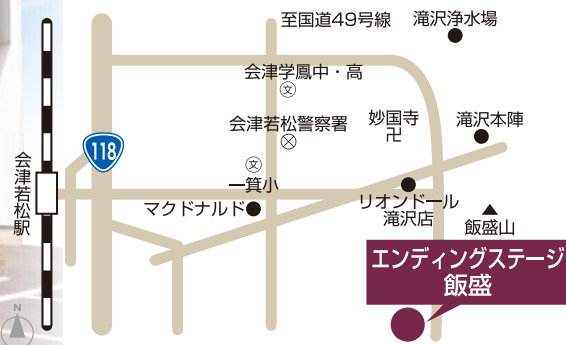 至国道49号線
滝沢浄水場
会津学鳳中・高
文
会津若松警察署
妙国寺
卍
滝沢本陣
118
文
一箕小
会津若松駅
マクドナルド
リオンドール
滝沢店
飯盛山
エンディングステージ
飯盛
N